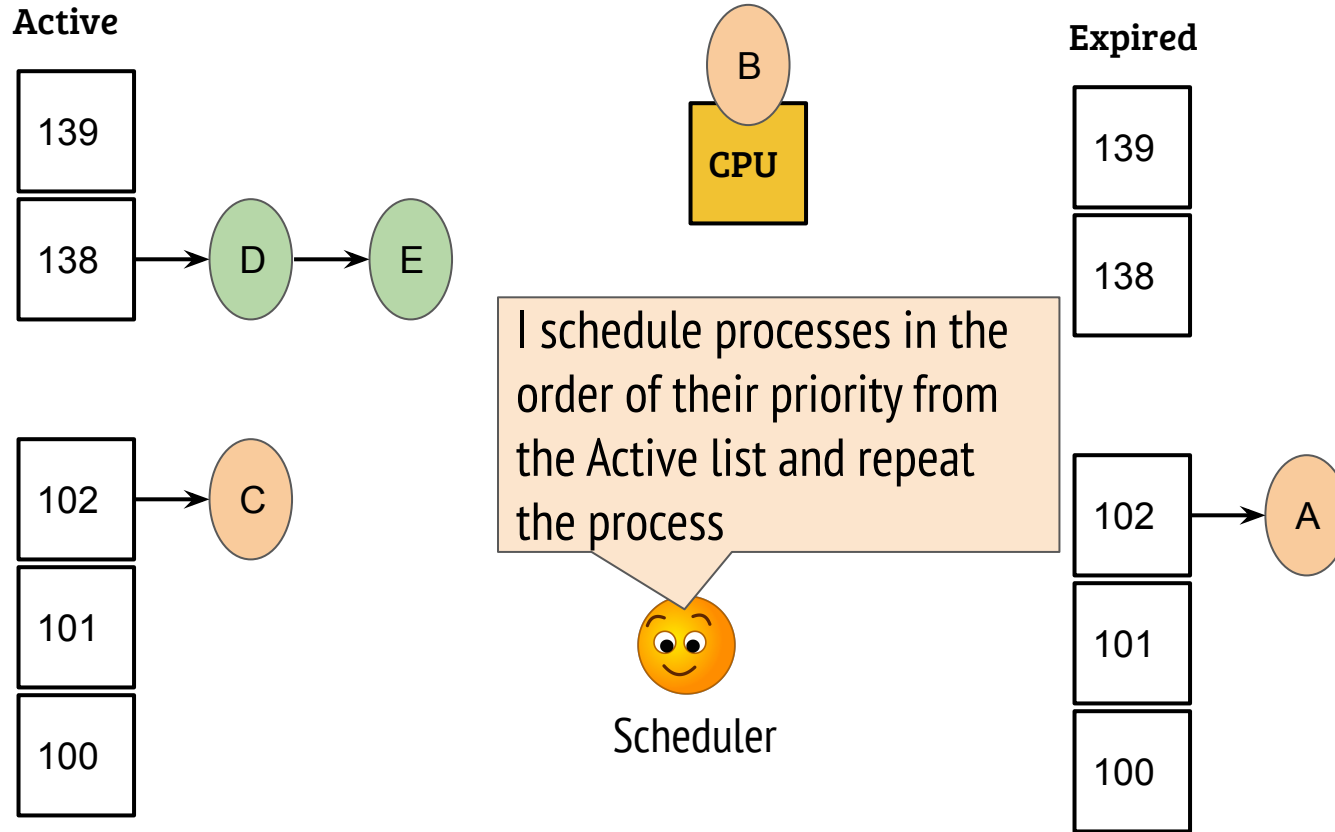 Active
139
138
D
E
102
C
101
100
B
CPU
I schedule processes in the
order of their priority from
the Active list and repeat
the process
Scheduler
Expired
139
138
102
A
101
100